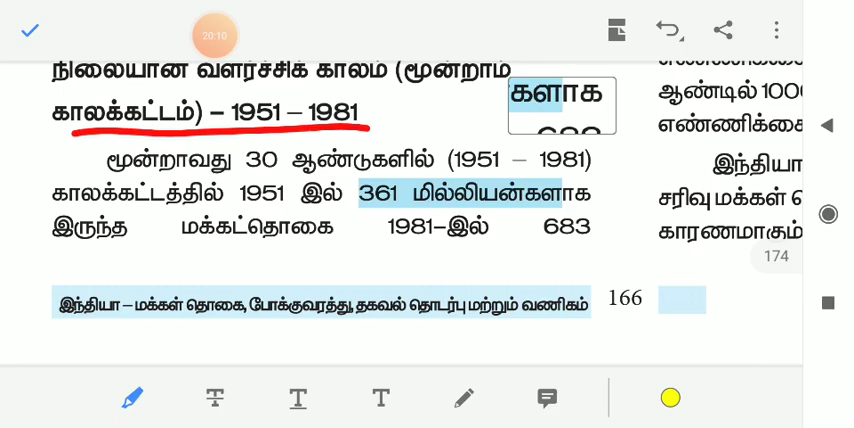 20:10
நிலையான வளர்ச்சிக் காலம் (மூன்றாம்
காலக்கட்டம்) – 1951 – 1981
களாக
மூன்றாவது 30 ஆண்டுகளில் (1951 – 1981)
காலக்கட்டத்தில் 1951 இல் 361 மில்லியன்களாக
இருந்த மக்கட்தொகை 1981–இல் 683
ஆண்டில்
எண்ணிக்கை
இந்தியா
சரிவு மக்கள்
காரணமாகும்
174
இந்தியா – மக்கள் தொகை, போக்குவரத்து, தகவல் தொடர்பு மற்றும் வணிகம் 166
T T T